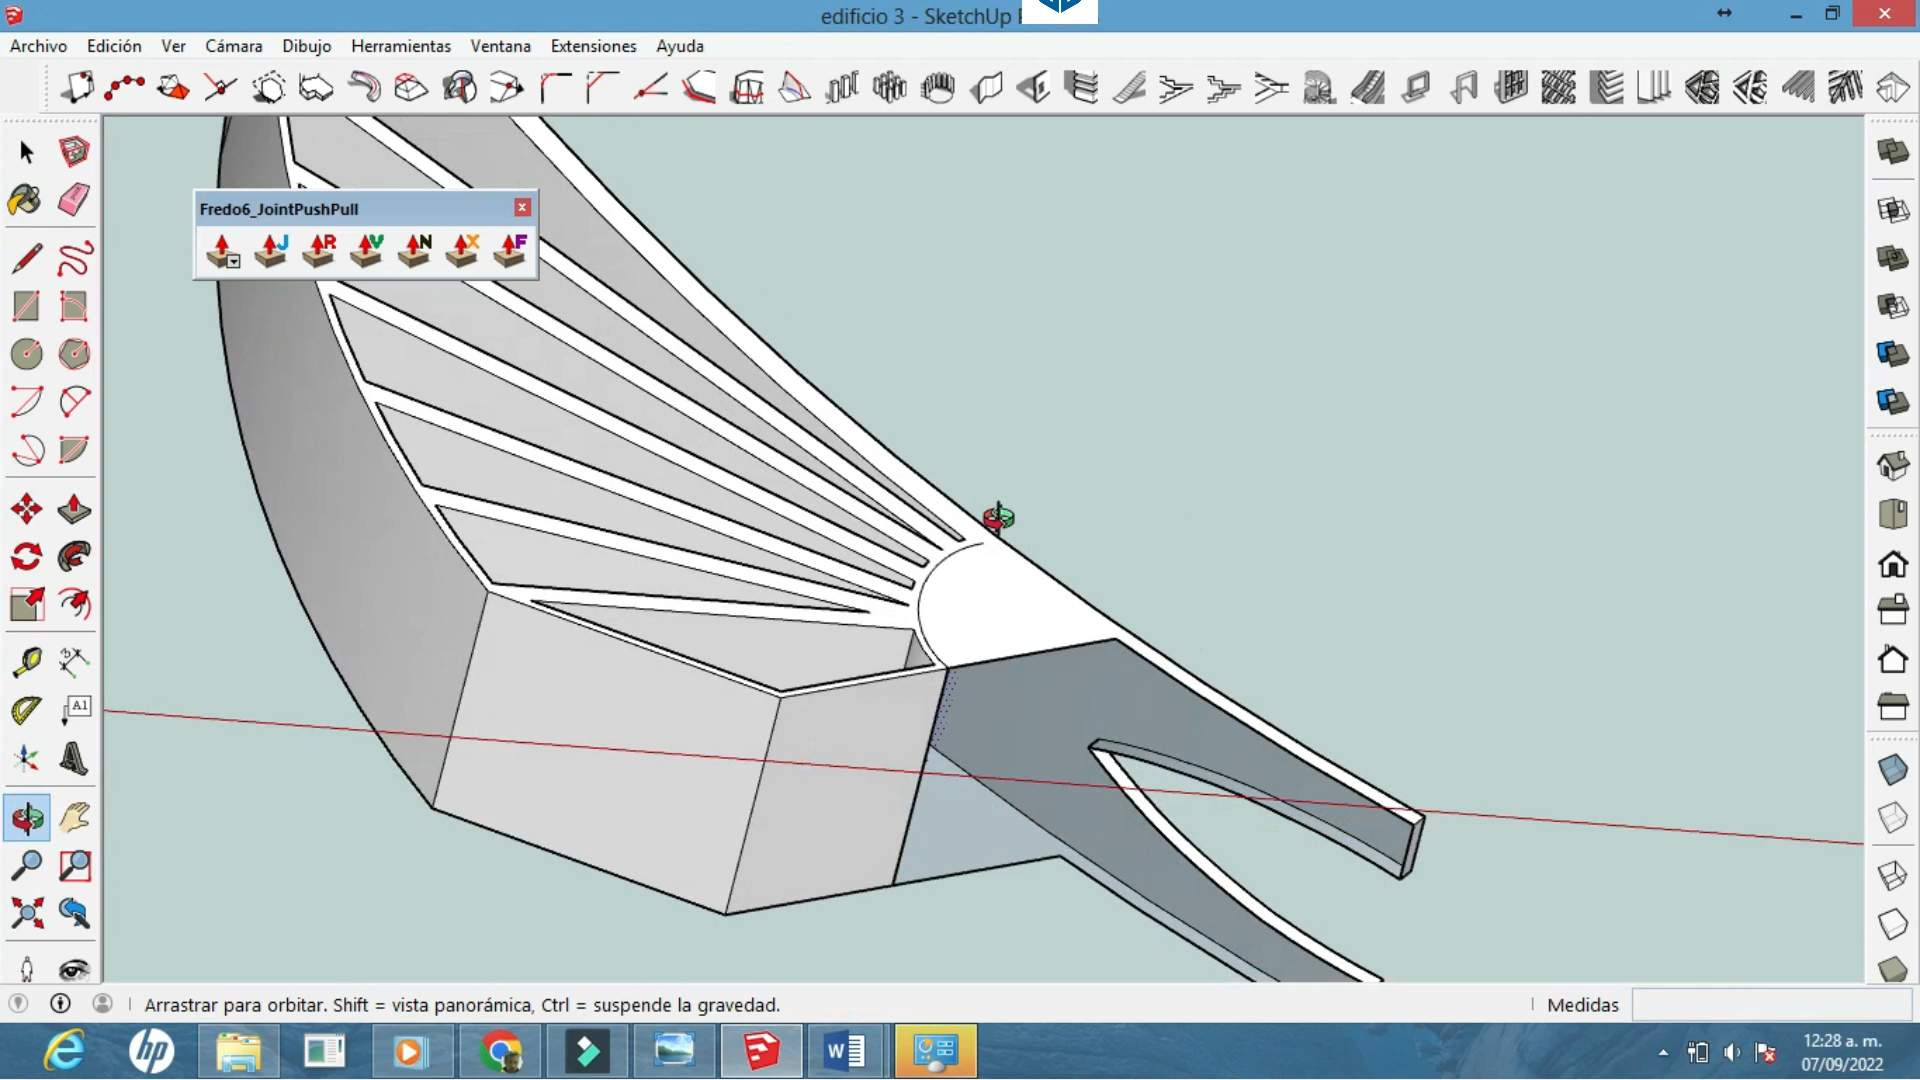 edificio 3 - SketchUp
Archivo Edición Ver Cámara Dibujo Herramientas Ventana Extensiones Ayuda
Fredo6_JointPushPull
J R V N X F
A1
Arrastrar para orbitar. Shift = vista panorámica, Ctrl = suspende la gravedad.
Medidas
hp
W
12:28 a. m.
07/09/2022